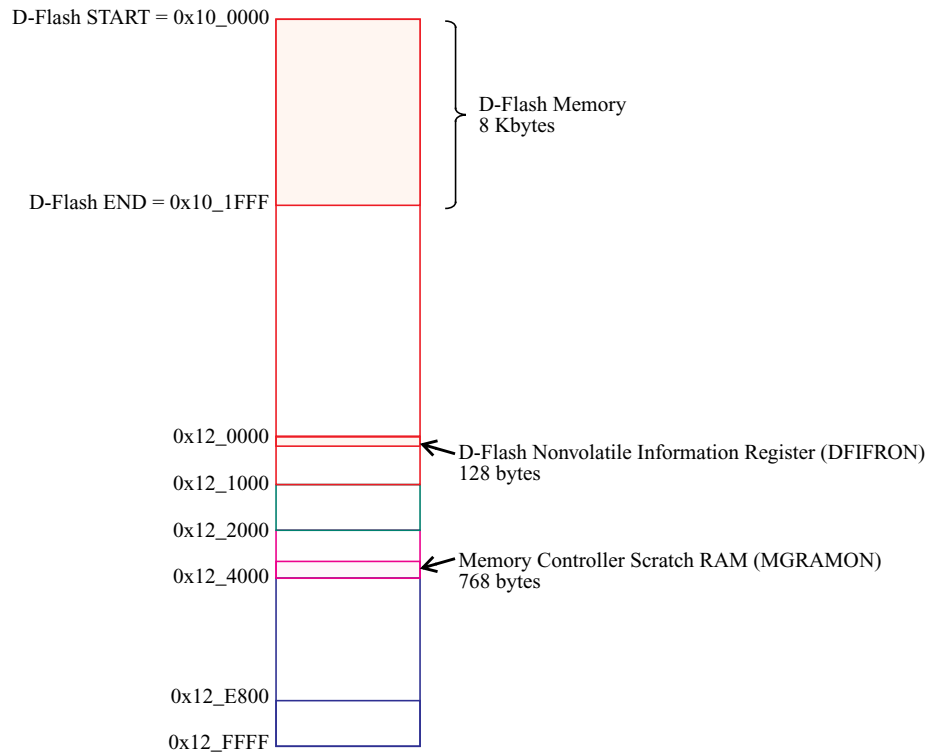 D-Flash START = 0x10_0000
D-Flash Memory
8 Kbytes
D-Flash END = 0x10_1FFF
0x12_0000
D-Flash Nonvolatile Information Register (DFIFRON)
128 bytes
0x12_1000
0x12_2000
Memory Controller Scratch RAM (MGRAMON)
768 bytes
0x12_4000
0x12_E800
0x12_FFFF